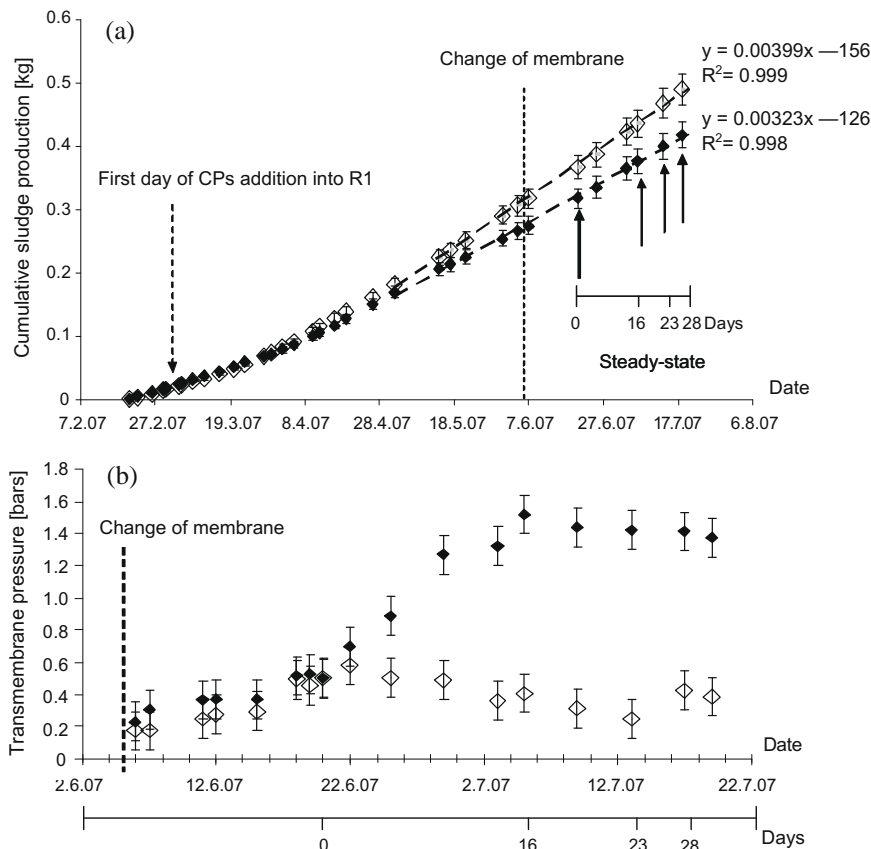 (a)
Cumulative sludge production [kg]
0.6
0.5
0.4
0.3
0.2
0.1
0
Change of membrane
First day of CPs addition into R1
y = 0.00399x —156
R2= 0.999
y = 0.00323x —126
R2= 0.998
0 16 23 28 Days
Steady-state
Date
7.2.07 27.2.07 19.3.07 8.4.07 28.4.07 18.5.07 7.6.07 27.6.07 17.7.07 6.8.07
(b)
Transmembrane pressure [bars]
1.8
1.6
1.4
1.2
1.0
0.8
0.6
0.4
0.2
0
Change of membrane
Date
2.6.07 12.6.07 22.6.07 2.7.07 12.7.07 22.7.07
0 16 23 28 Days